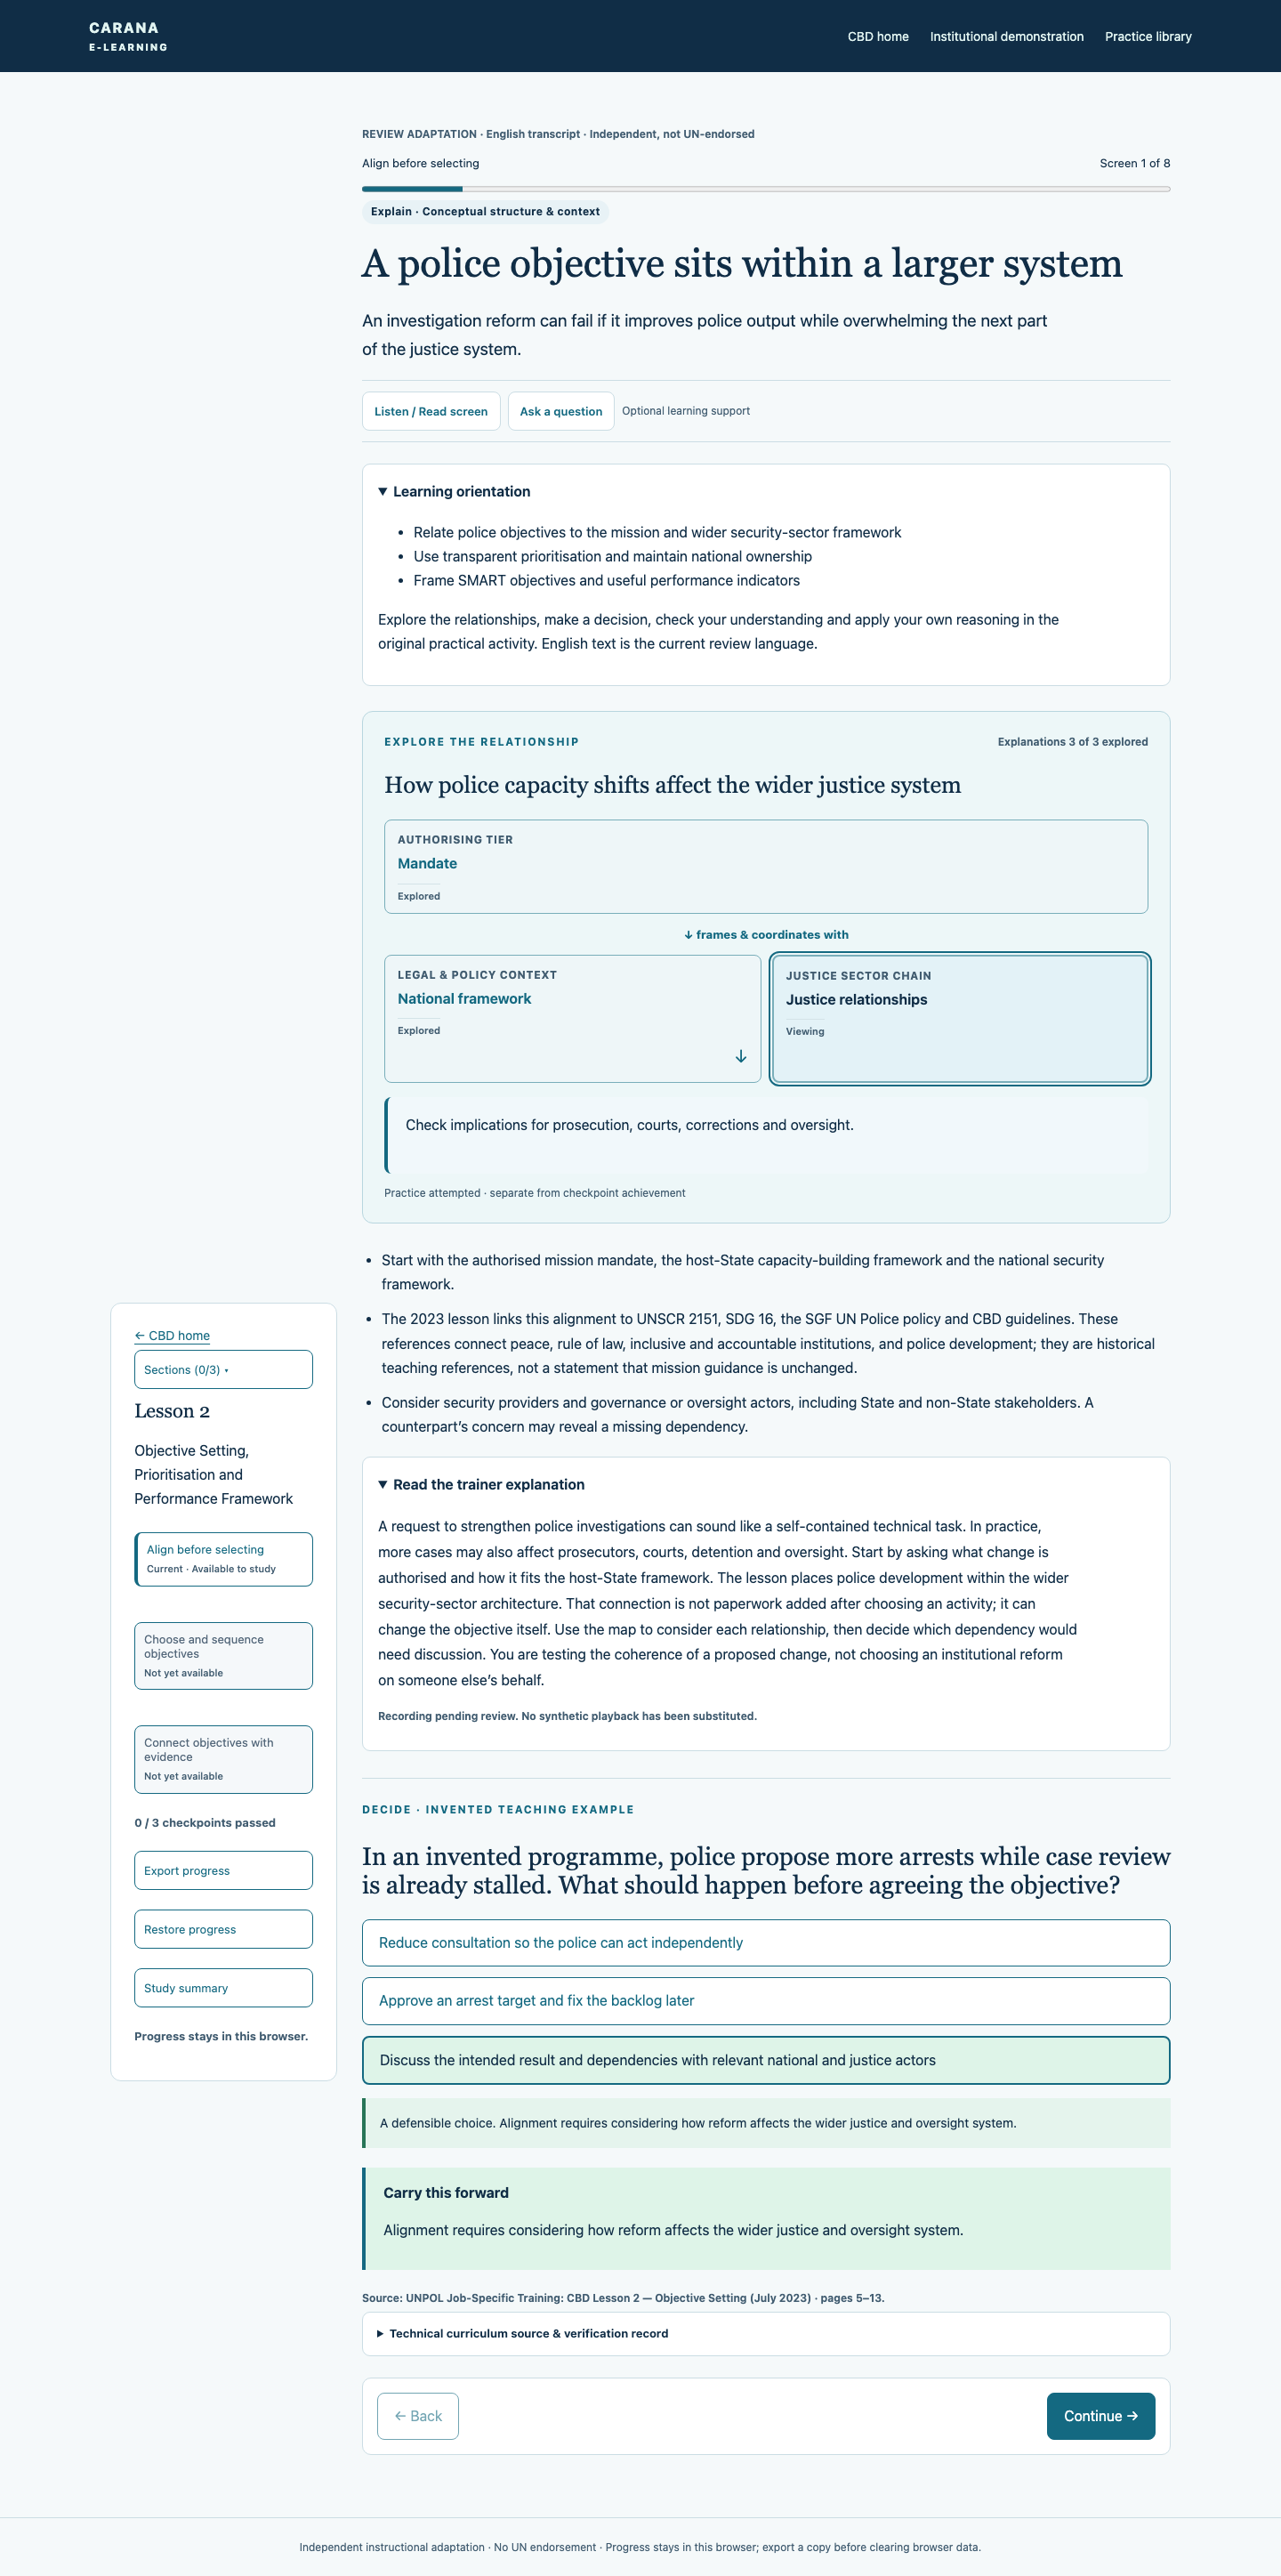 CARANA
E-LEARNING
CBD home
Institutional demonstration
Practice library
REVIEW ADAPTATION · English transcript · Independent, not UN-endorsed
Align before selecting
Screen 1 of 8
Explain · Conceptual structure & context
A police objective sits within a larger system
An investigation reform can fail if it improves police output while overwhelming the next part
of the justice system.
Listen / Read screen
Ask a question
Optional learning support
▼ Learning orientation
• Relate police objectives to the mission and wider security-sector framework
• Use transparent prioritisation and maintain national ownership
• Frame SMART objectives and useful performance indicators
Explore the relationships, make a decision, check your understanding and apply your own reasoning in the
original practical activity. English text is the current review language.
EXPLORE THE RELATIONSHIP
Explanations 3 of 3 explored
How police capacity shifts affect the wider justice system
AUTHORISING TIER
Mandate
Explored
↓ frames & coordinates with
LEGAL & POLICY CONTEXT
National framework
Explored
↓
JUSTICE SECTOR CHAIN
Justice relationships
Viewing
Check implications for prosecution, courts, corrections and oversight.
Practice attempted · separate from checkpoint achievement
• Start with the authorised mission mandate, the host-State capacity-building framework and the national security
framework.
• The 2023 lesson links this alignment to UNSCR 2151, SDG 16, the SGF UN Police policy and CBD guidelines. These
references connect peace, rule of law, inclusive and accountable institutions, and police development; they are historical
teaching references, not a statement that mission guidance is unchanged.
• Consider security providers and governance or oversight actors, including State and non-State stakeholders. A
counterpart’s concern may reveal a missing dependency.
← CBD home
Sections (0/3) ▾
Lesson 2
Objective Setting,
Prioritisation and
Performance Framework
Align before selecting
Current · Available to study
Choose and sequence
objectives
Not yet available
Connect objectives with
evidence
Not yet available
0 / 3 checkpoints passed
Export progress
Restore progress
Study summary
Progress stays in this browser.
▼ Read the trainer explanation
A request to strengthen police investigations can sound like a self-contained technical task. In practice,
more cases may also affect prosecutors, courts, detention and oversight. Start by asking what change is
authorised and how it fits the host-State framework. The lesson places police development within the wider
security-sector architecture. That connection is not paperwork added after choosing an activity; it can
change the objective itself. Use the map to consider each relationship, then decide which dependency would
need discussion. You are testing the coherence of a proposed change, not choosing an institutional reform
on someone else’s behalf.
Recording pending review. No synthetic playback has been substituted.
DECIDE · INVENTED TEACHING EXAMPLE
In an invented programme, police propose more arrests while case review
is already stalled. What should happen before agreeing the objective?
Reduce consultation so the police can act independently
Approve an arrest target and fix the backlog later
Discuss the intended result and dependencies with relevant national and justice actors
A defensible choice. Alignment requires considering how reform affects the wider justice and oversight system.
Carry this forward
Alignment requires considering how reform affects the wider justice and oversight system.
Source: UNPOL Job-Specific Training: CBD Lesson 2 — Objective Setting (July 2023) · pages 5–13.
▶ Technical curriculum source & verification record
← Back
Continue →
Independent instructional adaptation · No UN endorsement · Progress stays in this browser; export a copy before clearing browser data.